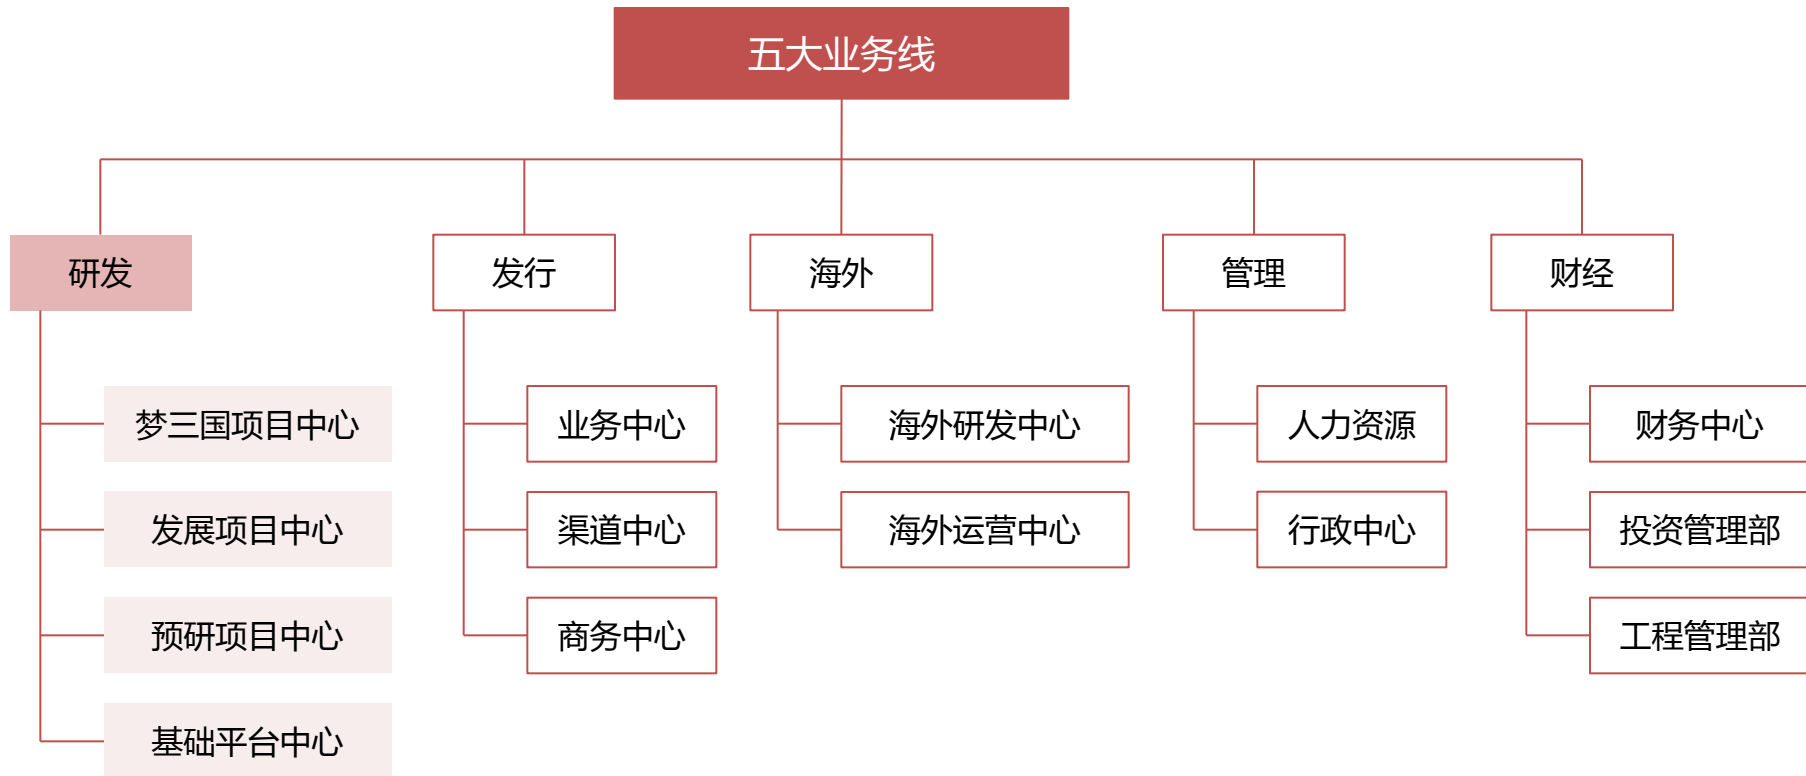 五大业务线
研发
发行
海外
管理
财经
梦三国项目中心
业务中心
海外研发中心
人力资源
财务中心
发展项目中心
渠道中心
海外运营中心
行政中心
投资管理部
预研项目中心
商务中心
工程管理部
基础平台中心